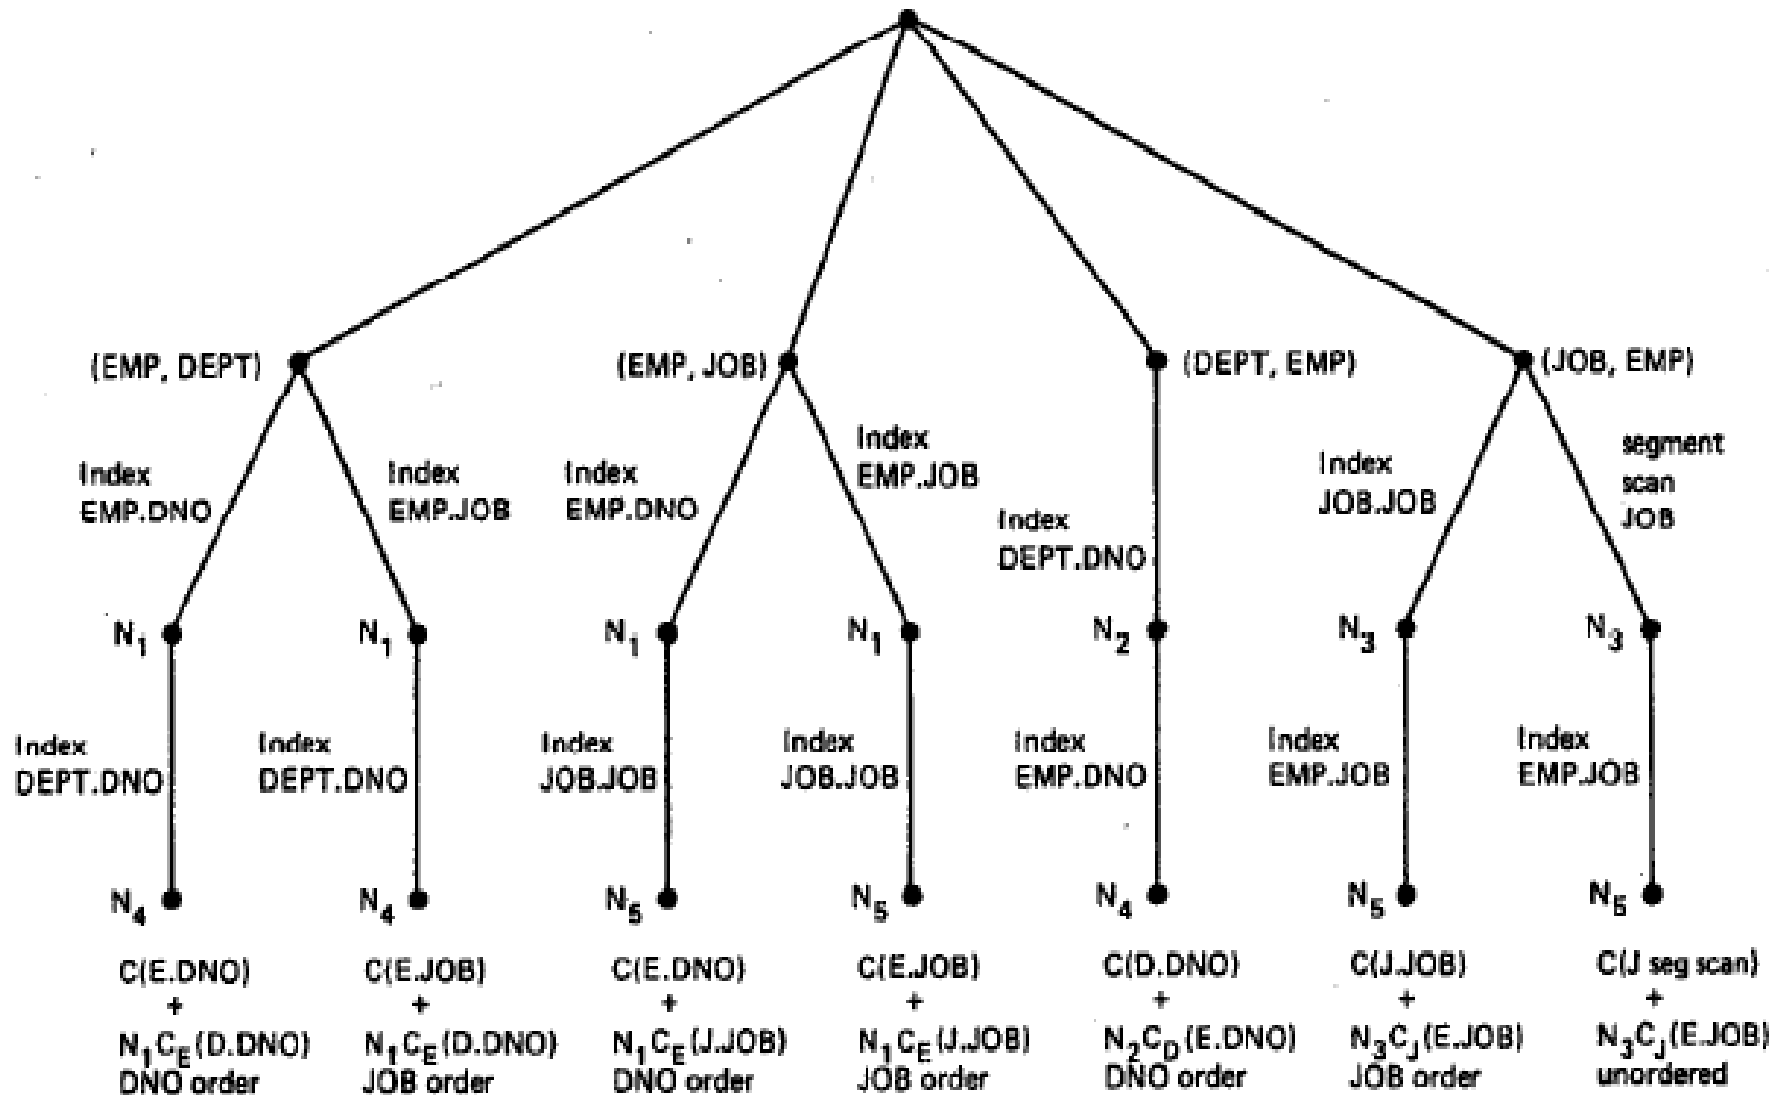 (EMP, DEPT) (EMP, JOB) (DEPT, EMP) (JOB, EMP)
Index
EMP.DNO
Index
EMP.JOB
Index
EMP.DNO
Index
EMP.JOB
Index
DEPT.DNO
Index
JOB.JOB
segment
scan
JOB
N1 N1 N1 N1 N2 N3 N3
Index
DEPT.DNO
Index
DEPT.DNO
Index
JOB.JOB
Index
JOB.JOB
Index
EMP.DNO
Index
EMP.JOB
Index
EMP.JOB
N4 N4 N5 N5 N4 N5 N5
C(E.DNO)
+
N1CE(D.DNO)
DNO order
C(E.JOB)
+
N1CE(D.DNO)
JOB order
C(E.DNO)
+
N1CE(J.JOB)
DNO order
C(E.JOB)
+
N1CE(J.JOB)
JOB order
C(D.DNO)
+
N2CD(E.DNO)
DNO order
C(J.JOB)
+
N3CJ(E.JOB)
JOB order
C(J seg scan)
+
N3CJ(E.JOB)
unordered